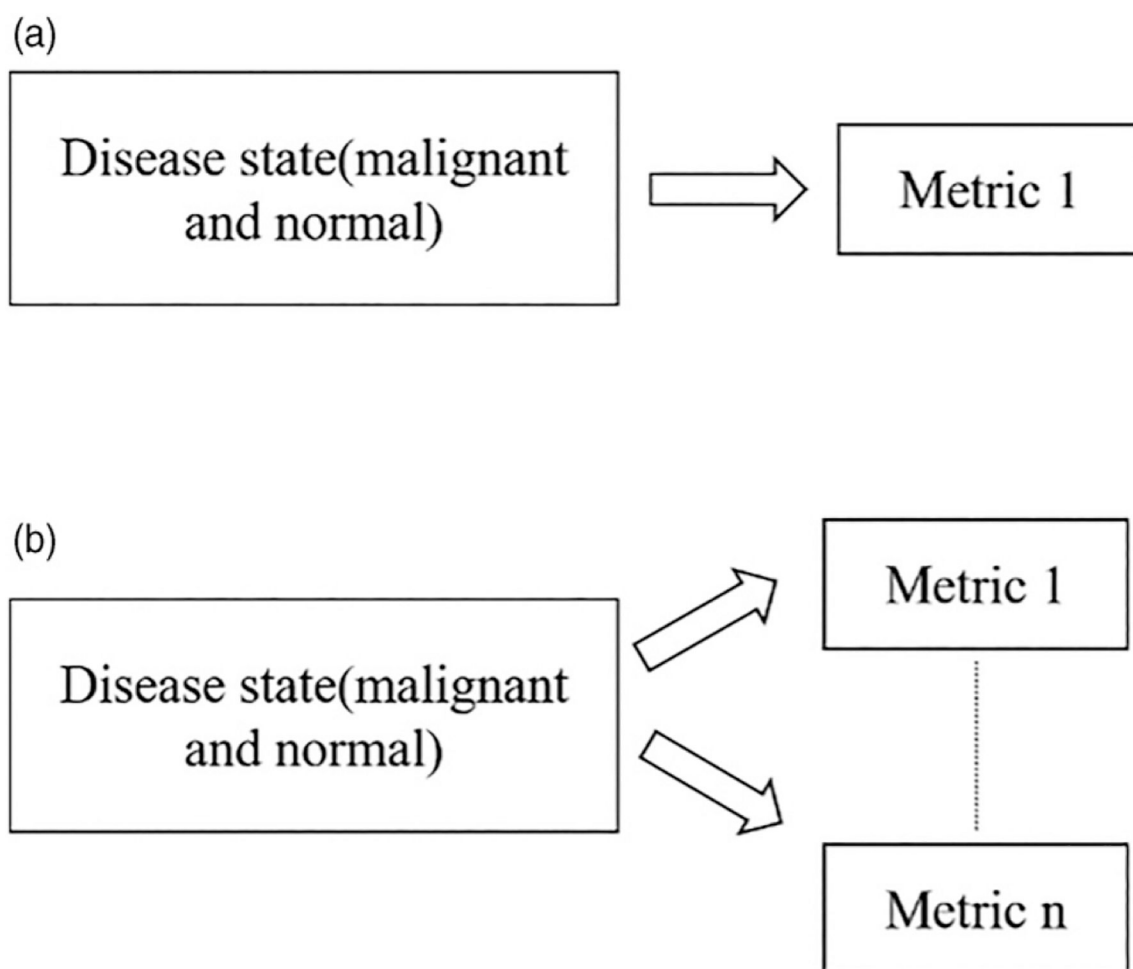 (a)
Disease state(malignant
and normal)
Metric 1
(b)
Disease state(malignant
and normal)
Metric 1
Metric n